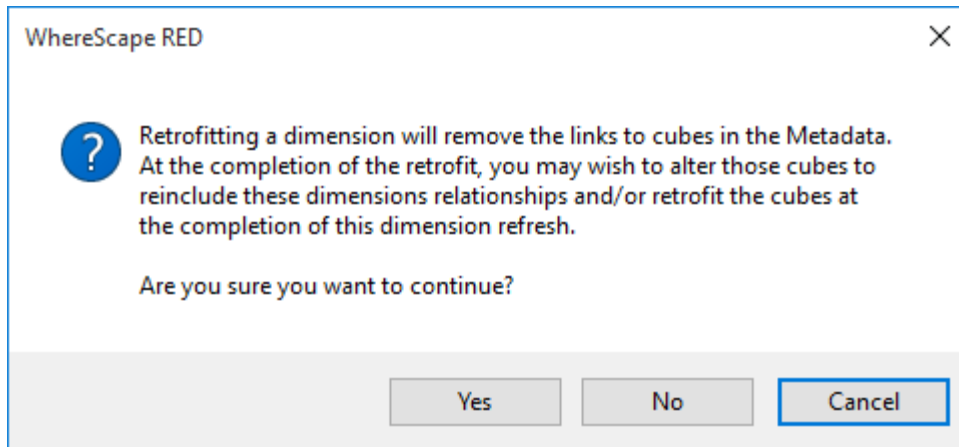 WhereScape RED
?
Retrofitting a dimension will remove the links to cubes in the Metadata.
At the completion of the retrofit, you may wish to alter those cubes to
reinclude these dimensions relationships and/or retrofit the cubes at
the completion of this dimension refresh.
Are you sure you want to continue?
Yes
No
Cancel